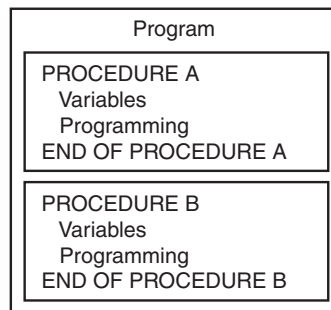 Program
PROCEDURE A
Variables
Programming
END OF PROCEDURE A
PROCEDURE B
Variables
Programming
END OF PROCEDURE B